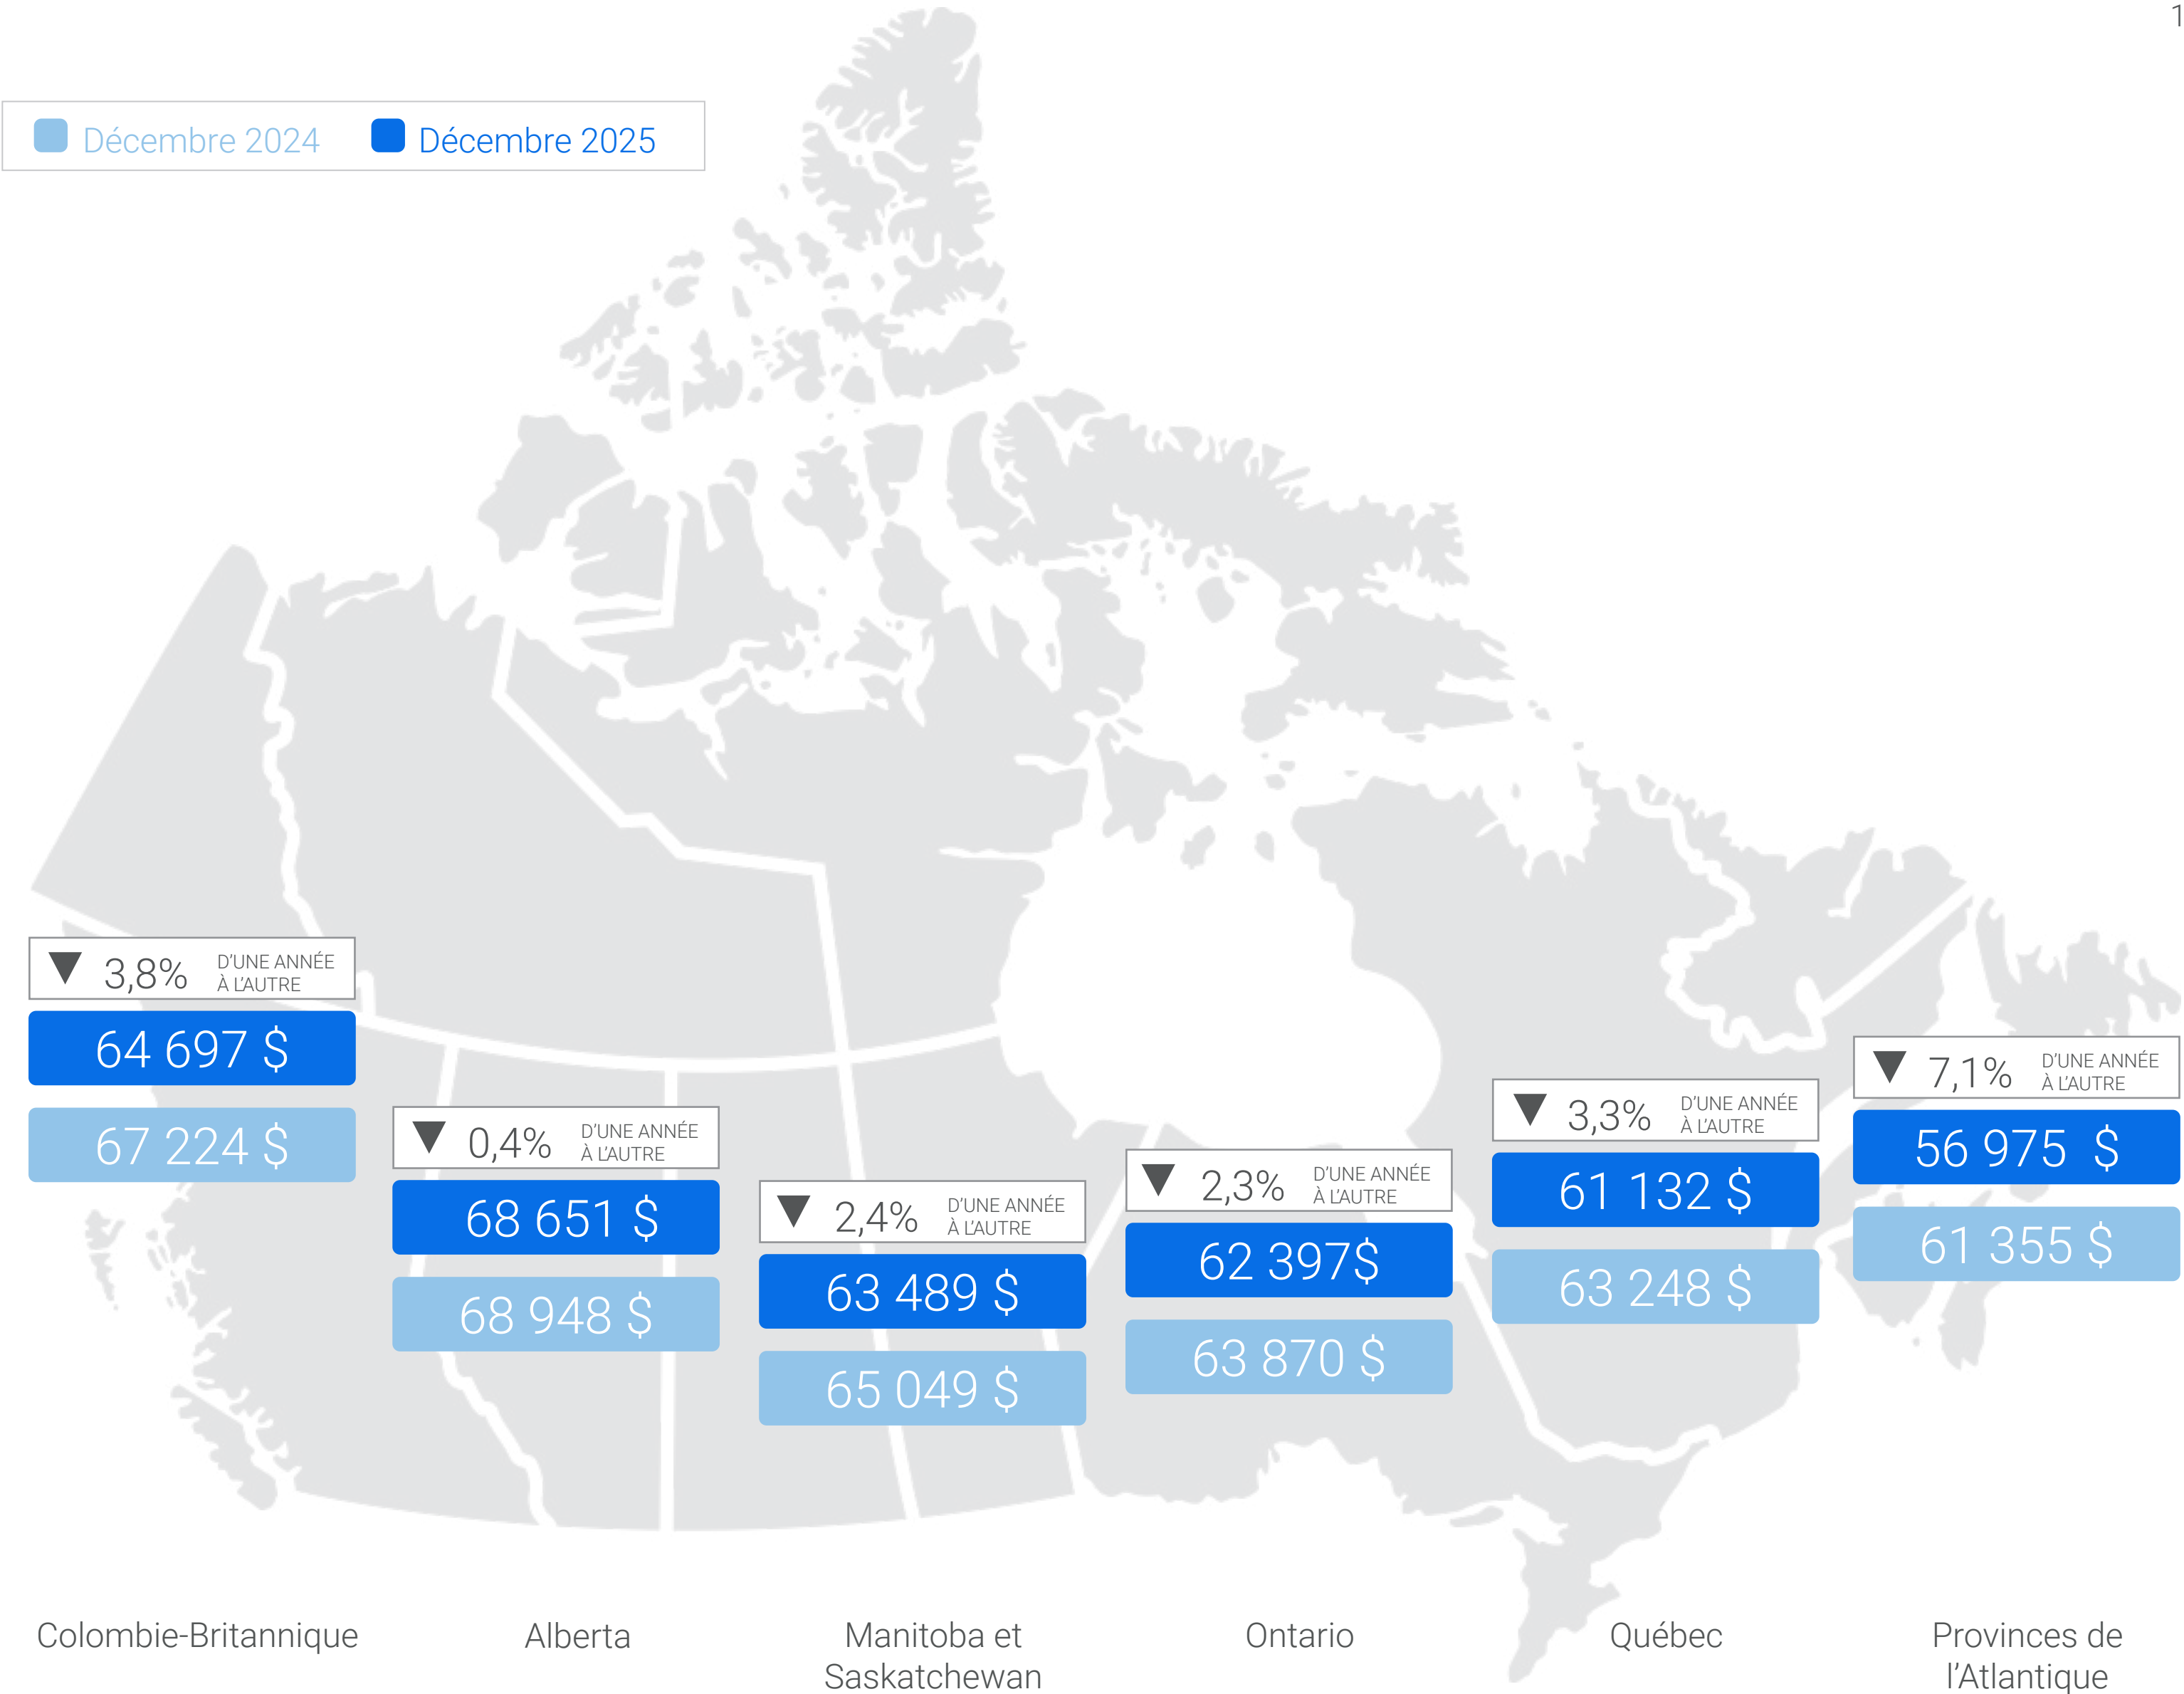 1
Décembre 2024
Décembre 2025
3,8%
D'UNE ANNÉE
À L'AUTRE
64 697 $
67 224 $
0,4%
D'UNE ANNÉE
À L'AUTRE
68 651 $
68 948 $
2,4%
D'UNE ANNÉE
À L'AUTRE
63 489 $
65 049 $
2,3%
D'UNE ANNÉE
À L'AUTRE
62 397$
63 870 $
3,3%
D'UNE ANNÉE
À L'AUTRE
61 132 $
63 248 $
7,1%
D'UNE ANNÉE
À L'AUTRE
56 975 $
61 355 $
Colombie-Britannique
Alberta
Manitoba et
Saskatchewan
Ontario
Québec
Provinces de
l'Atlantique